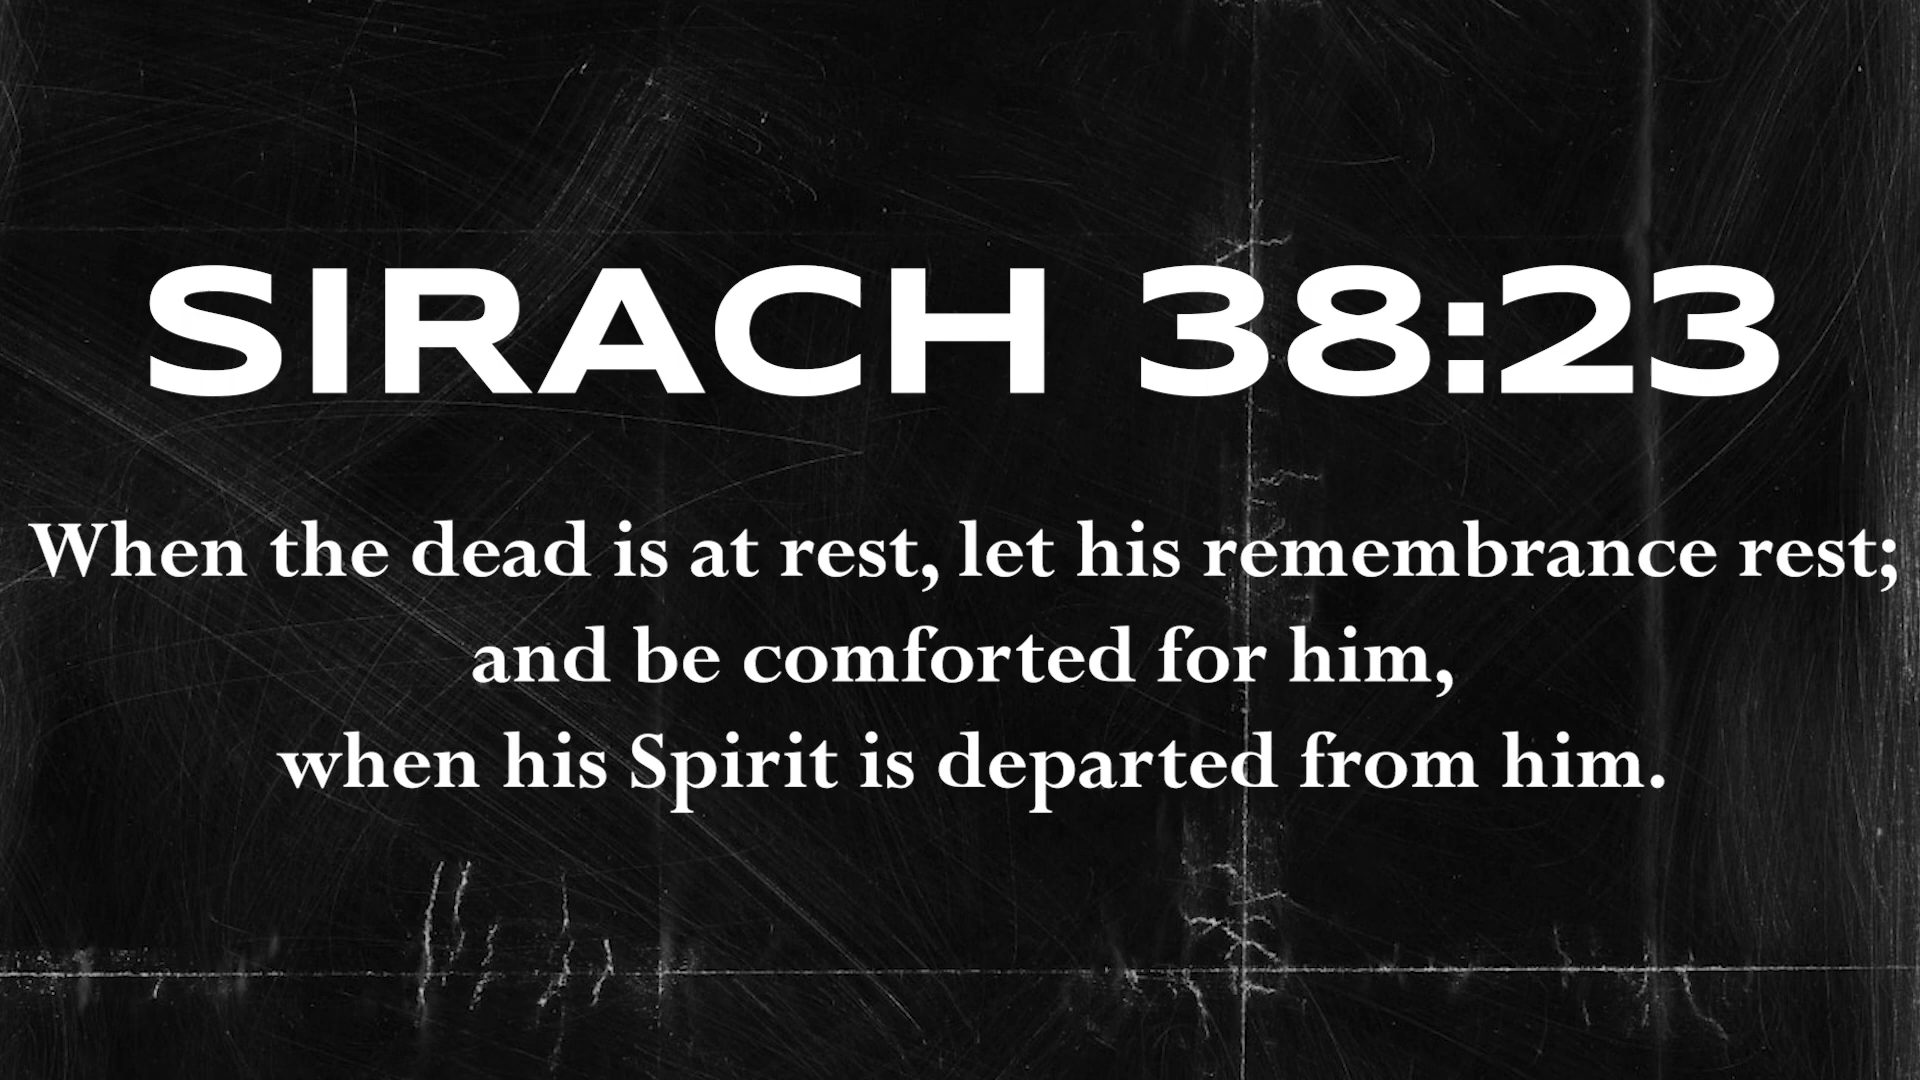 SIRACH 38:23
When the dead is at rest, let his remembrance rest;
and be comforted for him,
when his Spirit is departed from him.